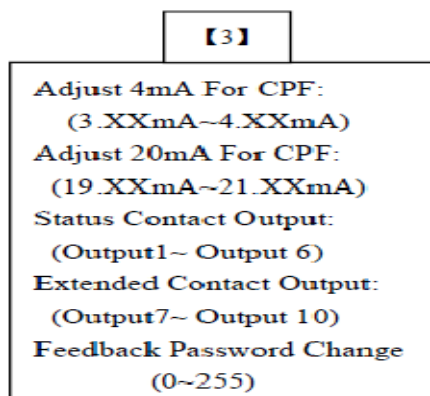 【3】
Adjust 4mA For CPF:
(3.XXmA~4.XXmA)
Adjust 20mA For CPF:
(19.XXmA~21.XXmA)
Status Contact Output:
(Output1~ Output 6)
Extended Contact Output:
(Output7~ Output 10)
Feedback Password Change
(0~255)